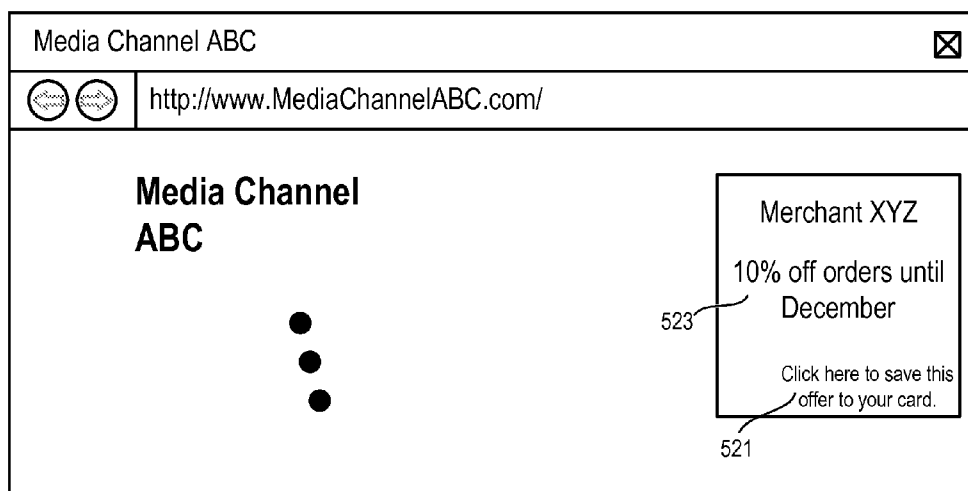 Media Channel ABC
http://www.MediaChannelABC.com/
Media Channel
ABC
Merchant XYZ
10% off orders until
December
523
Click here to save this
offer to your card.
521